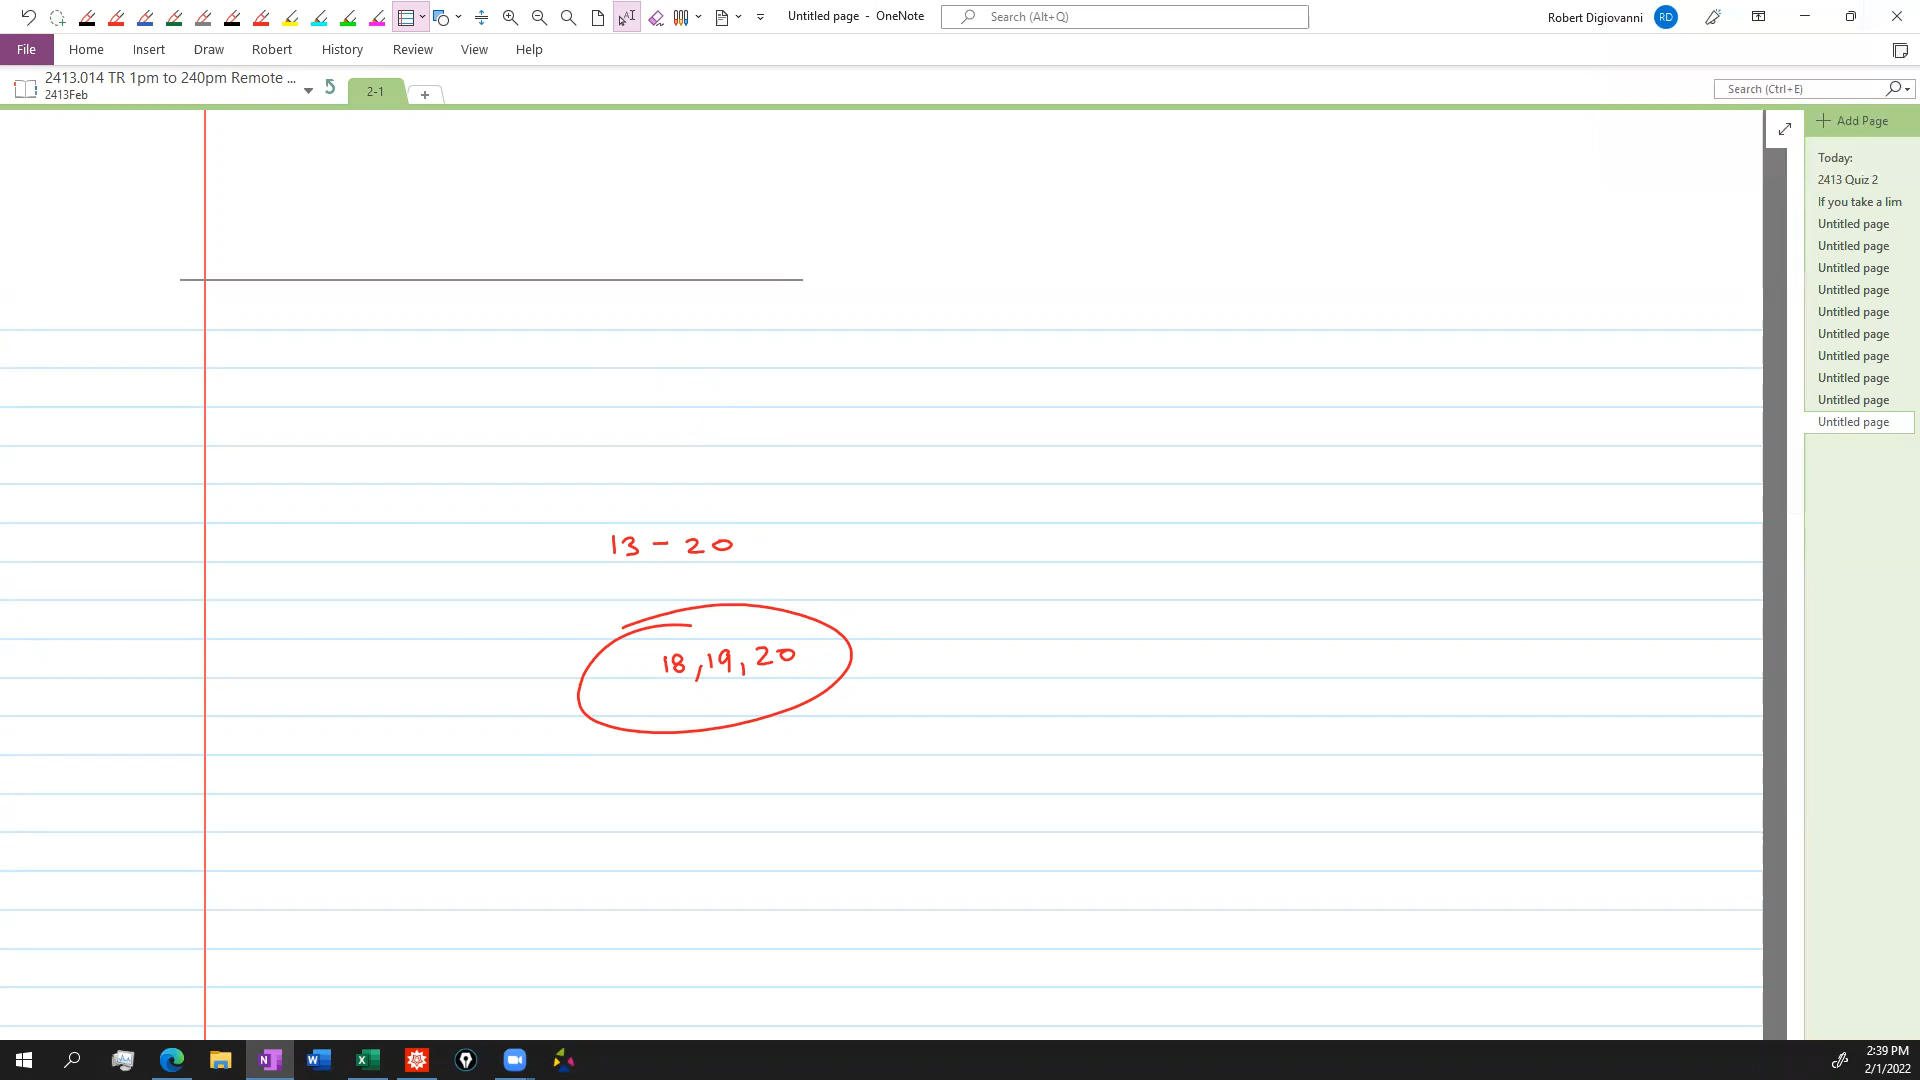 Untitled page - OneNote
Search (Alt+Q)
Robert Digiovanni
RD
File
Home
Insert
Draw
Robert
History
Review
View
Help
2413.014 TR 1pm to 240pm Remote ...
2413Feb
2-1
Search (Ctrl+E)
Add Page
Today:
2413 Quiz 2
If you take a lim
Untitled page
Untitled page
Untitled page
Untitled page
Untitled page
Untitled page
Untitled page
Untitled page
Untitled page
Untitled page
13 - 20
18, 19, 20
2:39 PM
2/1/2022